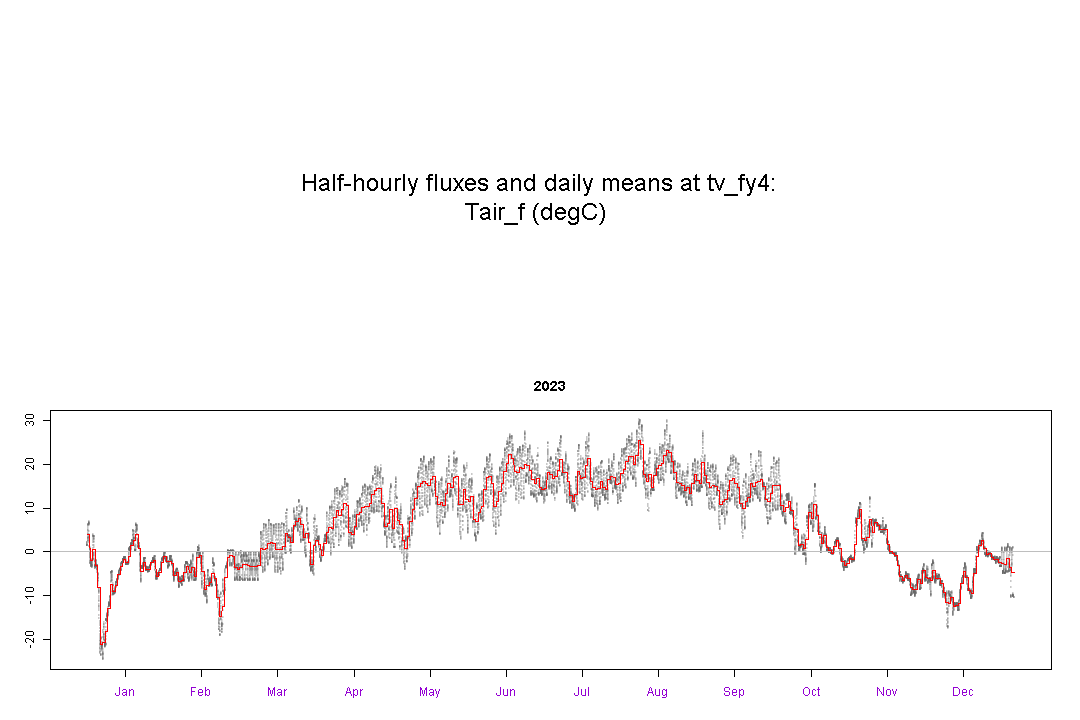 Half-hourly fluxes and daily means at tv_fy4:
Tair_f (degC)
2023
30
20
10
0
-10
-20
Jan Feb Mar Apr May Jun Jul Aug Sep Oct Nov Dec